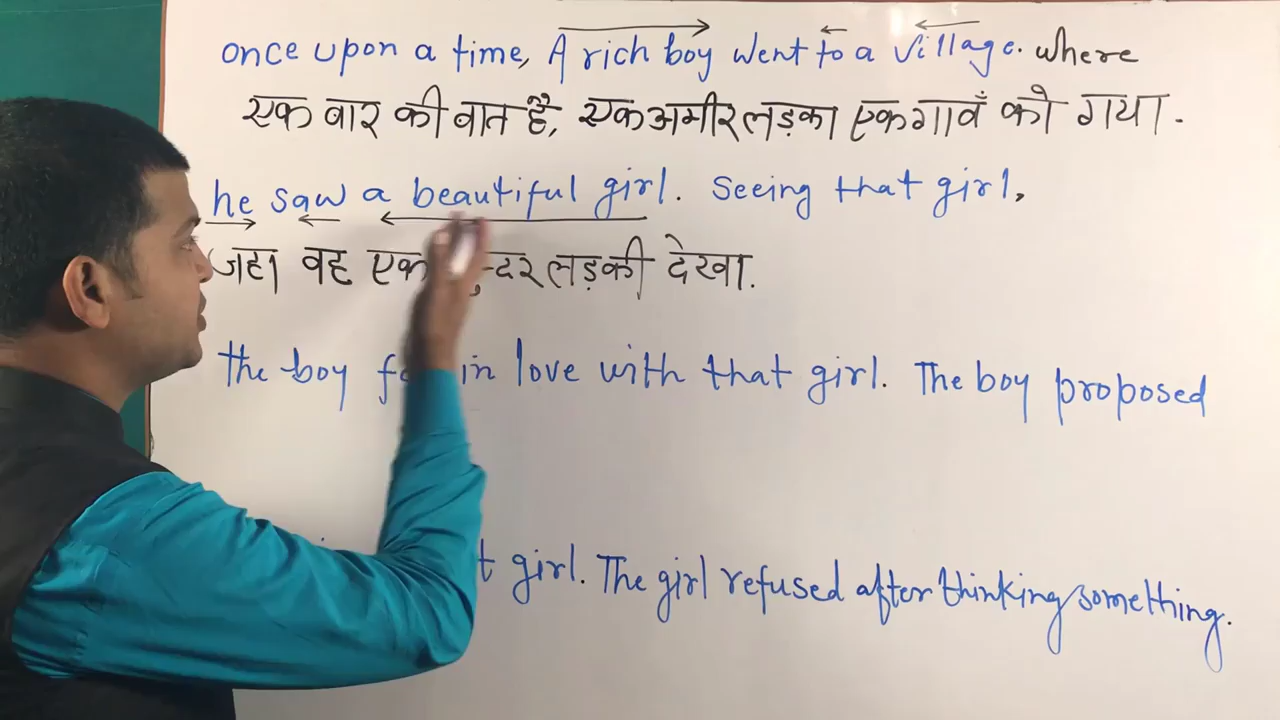 once upon a time, A rich boy went to a village. where
एक बार की बात है, एक अमीर लड़का एक गावँ को गया.
he saw a beautiful girl. Seeing that girl,
जहा वह एक लड़की देखा.
the boy in love with that girl. The boy proposed
girl. The girl refused after thinking something.